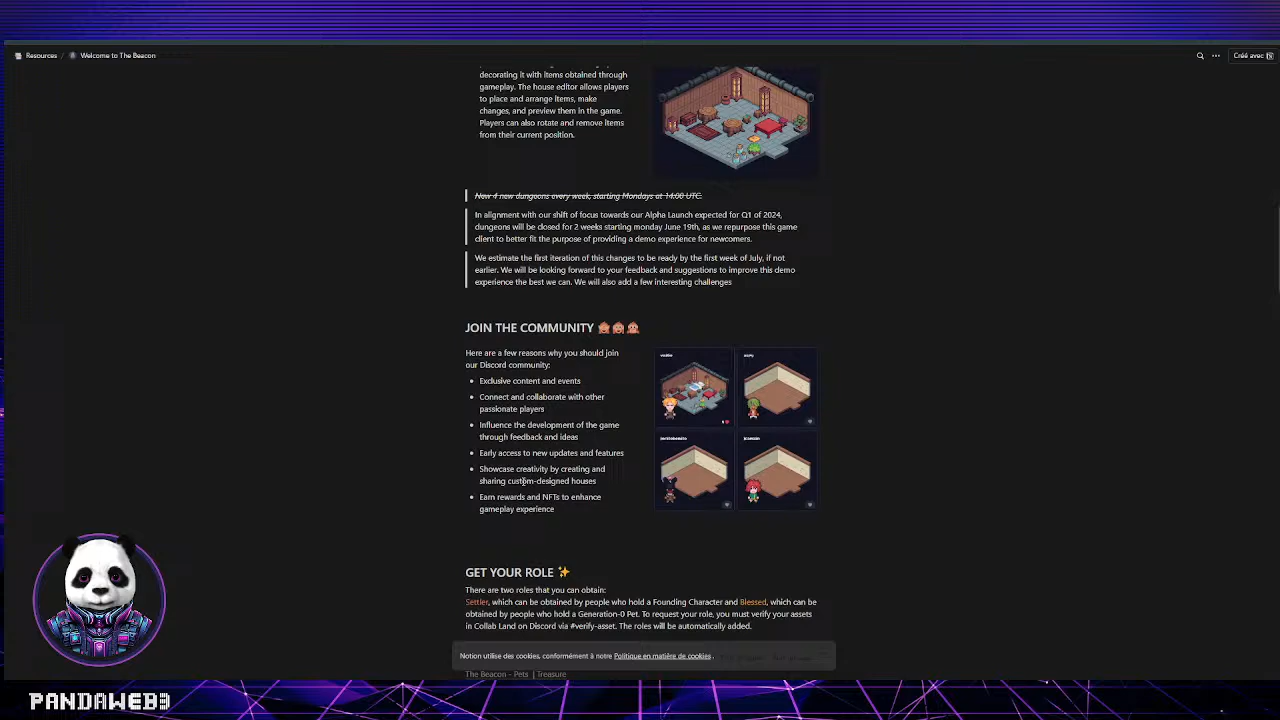 Resources / Welcome to The Beacon
Créé avec
decorating it with items obtained through
gameplay. The house editor allows players
to place and arrange items, make
changes, and preview them in the game.
Players can also rotate and remove items
from their current position.
New 4 new dungeons every week, starting Mondays at 14:00 UTC.
In alignment with our shift of focus towards our Alpha Launch expected for Q1 of 2024,
dungeons will be closed for 2 weeks starting monday June 19th, as we repurpose this game
client to better fit the purpose of providing a demo experience for newcomers.
We estimate the first iteration of this changes to be ready by the first week of July, if not
earlier. We will be looking forward to your feedback and suggestions to improve this demo
experience the best we can. We will also add a few interesting challenges
JOIN THE COMMUNITY
Here are a few reasons why you should join
our Discord community:
• Exclusive content and events
• Connect and collaborate with other
passionate players
• Influence the development of the game
through feedback and ideas
• Early access to new updates and features
• Showcase creativity by creating and
sharing custom-designed houses
• Earn rewards and NFTs to enhance
gameplay experience
GET YOUR ROLE
There are two roles that you can obtain:
Settler, which can be obtained by people who hold a Founding Character and Blessed, which can be
obtained by people who hold a Generation-0 Pet. To request your role, you must verify your assets
in Collab Land on Discord via #verify-asset. The roles will be automatically added.
Notion utilise des cookies, conformément à notre Politique en matière de cookies.
The Beacon - Pets | Treasure
PANDAWEB3